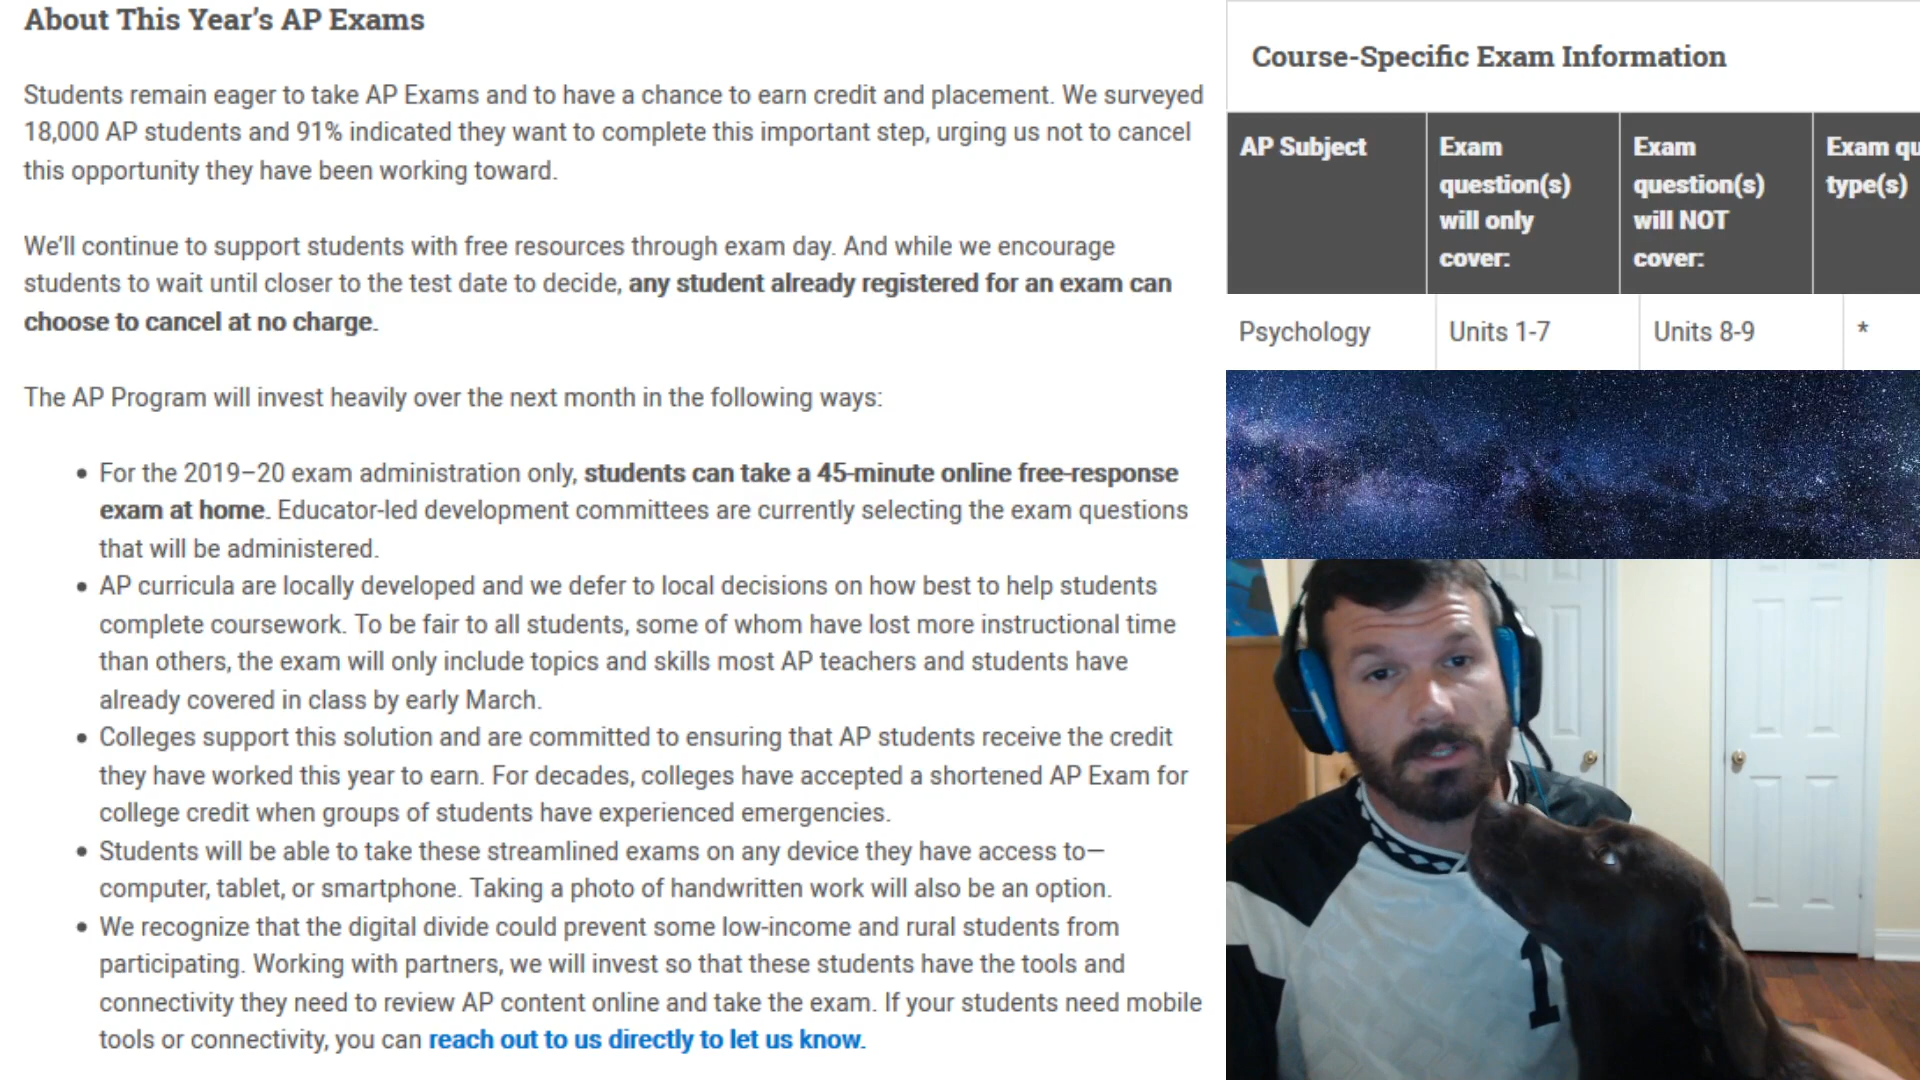 About This Year's AP Exams
Students remain eager to take AP Exams and to have a chance to earn credit and placement. We surveyed
18,000 AP students and 91% indicated they want to complete this important step, urging us not to cancel
this opportunity they have been working toward.
We'll continue to support students with free resources through exam day. And while we encourage
students to wait until closer to the test date to decide, any student already registered for an exam can
choose to cancel at no charge.
The AP Program will invest heavily over the next month in the following ways:
• For the 2019–20 exam administration only, students can take a 45-minute online free-response
exam at home. Educator-led development committees are currently selecting the exam questions
that will be administered.
• AP curricula are locally developed and we defer to local decisions on how best to help students
complete coursework. To be fair to all students, some of whom have lost more instructional time
than others, the exam will only include topics and skills most AP teachers and students have
already covered in class by early March.
• Colleges support this solution and are committed to ensuring that AP students receive the credit
they have worked this year to earn. For decades, colleges have accepted a shortened AP Exam for
college credit when groups of students have experienced emergencies.
• Students will be able to take these streamlined exams on any device they have access to—
computer, tablet, or smartphone. Taking a photo of handwritten work will also be an option.
• We recognize that the digital divide could prevent some low-income and rural students from
participating. Working with partners, we will invest so that these students have the tools and
connectivity they need to review AP content online and take the exam. If your students need mobile
tools or connectivity, you can reach out to us directly to let us know.
Course-Specific Exam Information
AP Subject
Exam
question(s)
will only
cover:
Exam
question(s)
will NOT
cover:
Exam qu
type(s)
Psychology
Units 1-7
Units 8-9
*
1